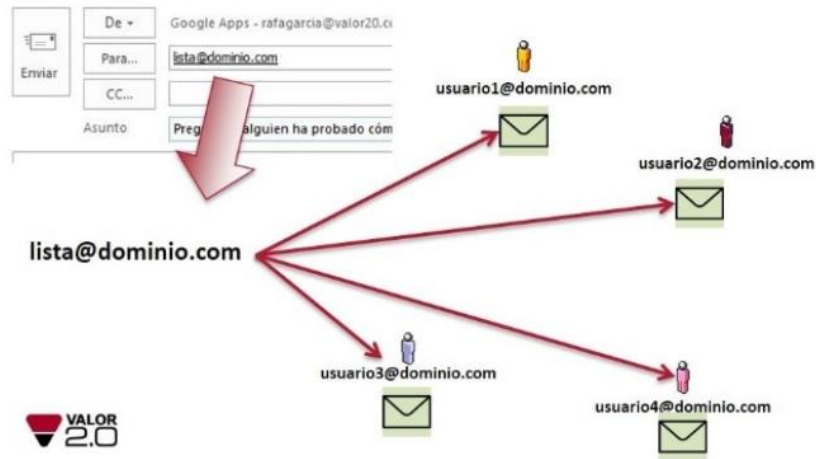 De
Google Apps - rafagarcia@valor20.c
Enviar
Para...
lista@dominio.com
CC...
Asunto
Preg alguien ha probado cóm
usuario1@dominio.com
usuario2@dominio.com
lista@dominio.com
usuario3@dominio.com
usuario4@dominio.com
VALOR
2.0